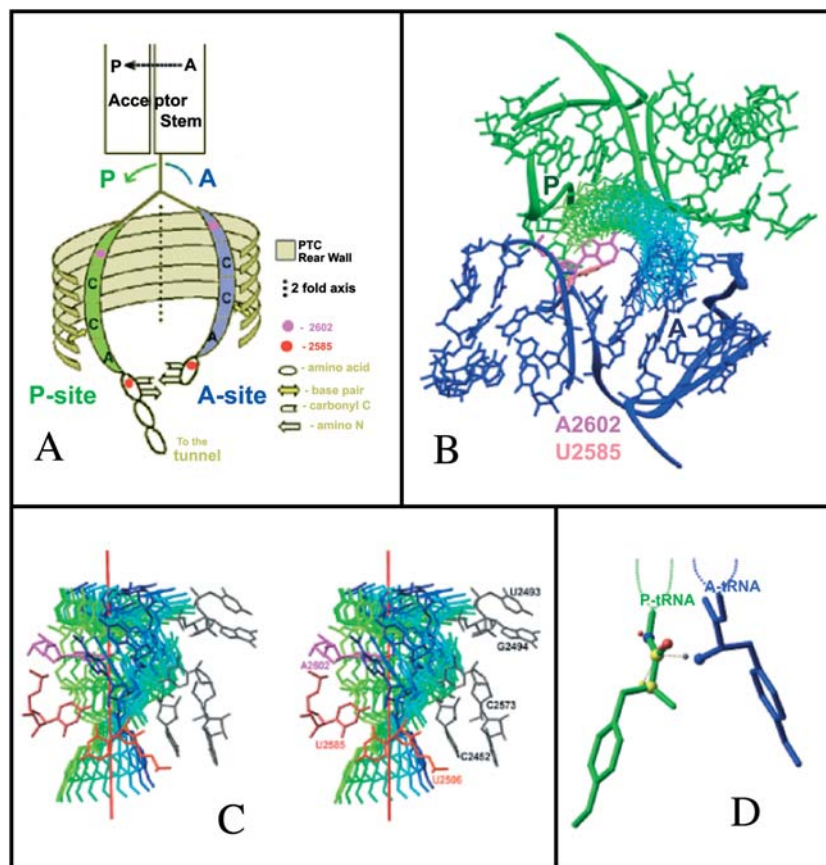 P A
Acceptor
Stem
P A
PTC
Rear Wall
2 fold axis
- 2602
- 2585
- amino acid
- base pair
- carbonyl C
- amino N
C
C
A
C
C
A
P-site A-site
To the
tunnel
A
P
A
A2602
U2585
B
U2493
G2494
A2602
C2573
U2585
C2452
U2506
C
P-tRNA A-tRNA
D